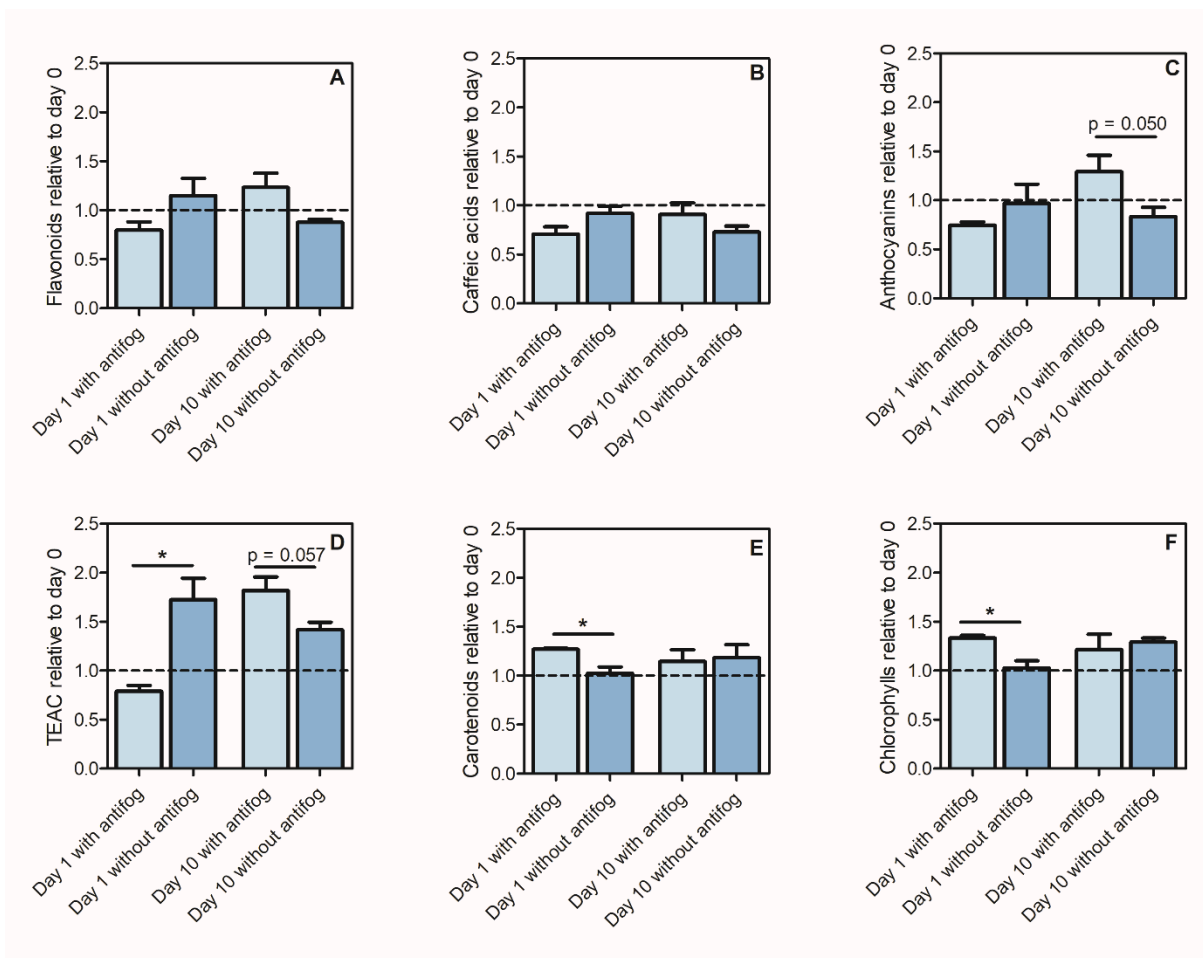 Flavonoids relative to day 0
2.5
2.0
1.5
1.0
0.5
0.0
A
Day 1 with antifog
Day 1 without antifog
Day 10 with antifog
Day 10 without antifog
Caffeic acids relative to day 0
2.5
2.0
1.5
1.0
0.5
0.0
B
Day 1 with antifog
Day 1 without antifog
Day 10 with antifog
Day 10 without antifog
Anthocyanins relative to day 0
2.5
2.0
1.5
1.0
0.5
0.0
C
p = 0.050
Day 1 with antifog
Day 1 without antifog
Day 10 with antifog
Day 10 without antifog
TEAC relative to day 0
2.5
2.0
1.5
1.0
0.5
0.0
D
*
p = 0.057
Day 1 with antifog
Day 1 without antifog
Day 10 with antifog
Day 10 without antifog
Carotenoids relative to day 0
2.5
2.0
1.5
1.0
0.5
0.0
E
*
Day 1 with antifog
Day 1 without antifog
Day 10 with antifog
Day 10 without antifog
Chlorophylls relative to day 0
2.5
2.0
1.5
1.0
0.5
0.0
F
*
Day 1 with antifog
Day 1 without antifog
Day 10 with antifog
Day 10 without antifog